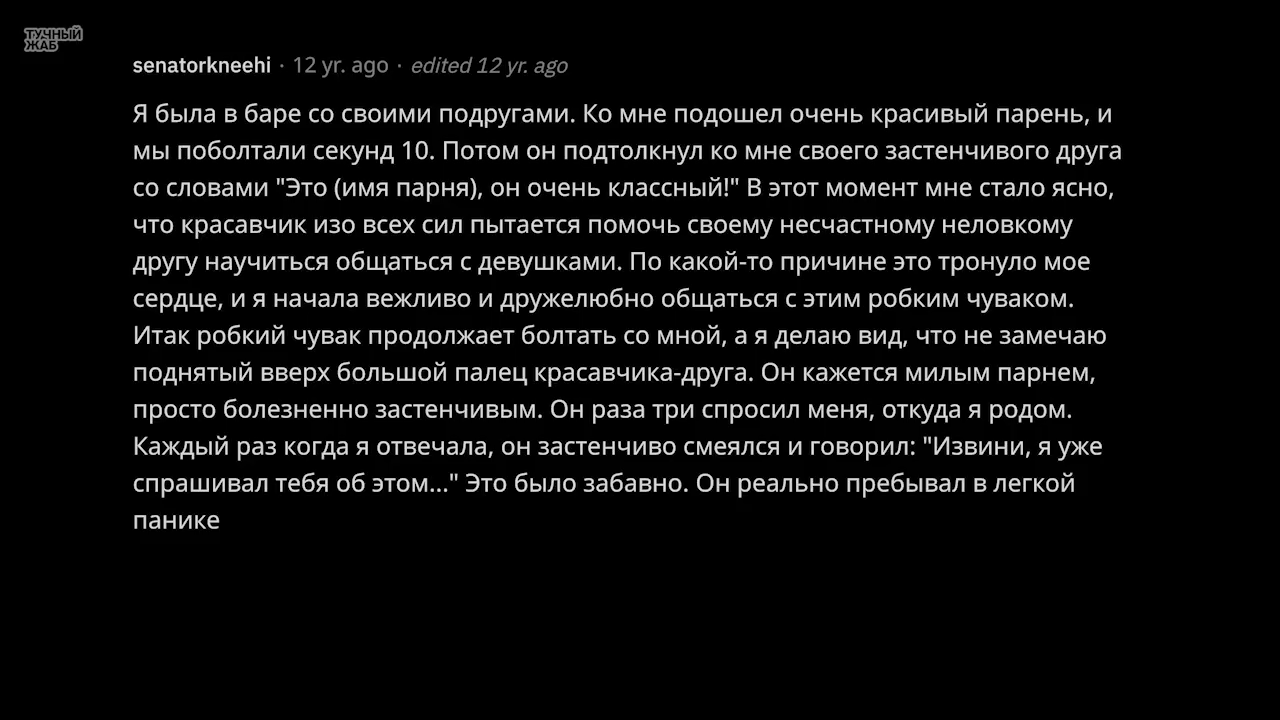 ТУЧНЫЙ
ЖАБ
senatorkneehi · 12 yr. ago · edited 12 yr. ago
Я была в баре со своими подругами. Ко мне подошел очень красивый парень, и
мы поболтали секунд 10. Потом он подтолкнул ко мне своего застенчивого друга
со словами "Это (имя парня), он очень классный!" В этот момент мне стало ясно,
что красавчик изо всех сил пытается помочь своему несчастному неловкому
другу научиться общаться с девушками. По какой-то причине это тронуло мое
сердце, и я начала вежливо и дружелюбно общаться с этим робким чуваком.
Итак робкий чувак продолжает болтать со мной, а я делаю вид, что не замечаю
поднятый вверх большой палец красавчика-друга. Он кажется милым парнем,
просто болезненно застенчивым. Он раза три спросил меня, откуда я родом.
Каждый раз когда я отвечала, он застенчиво смеялся и говорил: "Извини, я уже
спрашивал тебя об этом..." Это было забавно. Он реально пребывал в легкой
панике